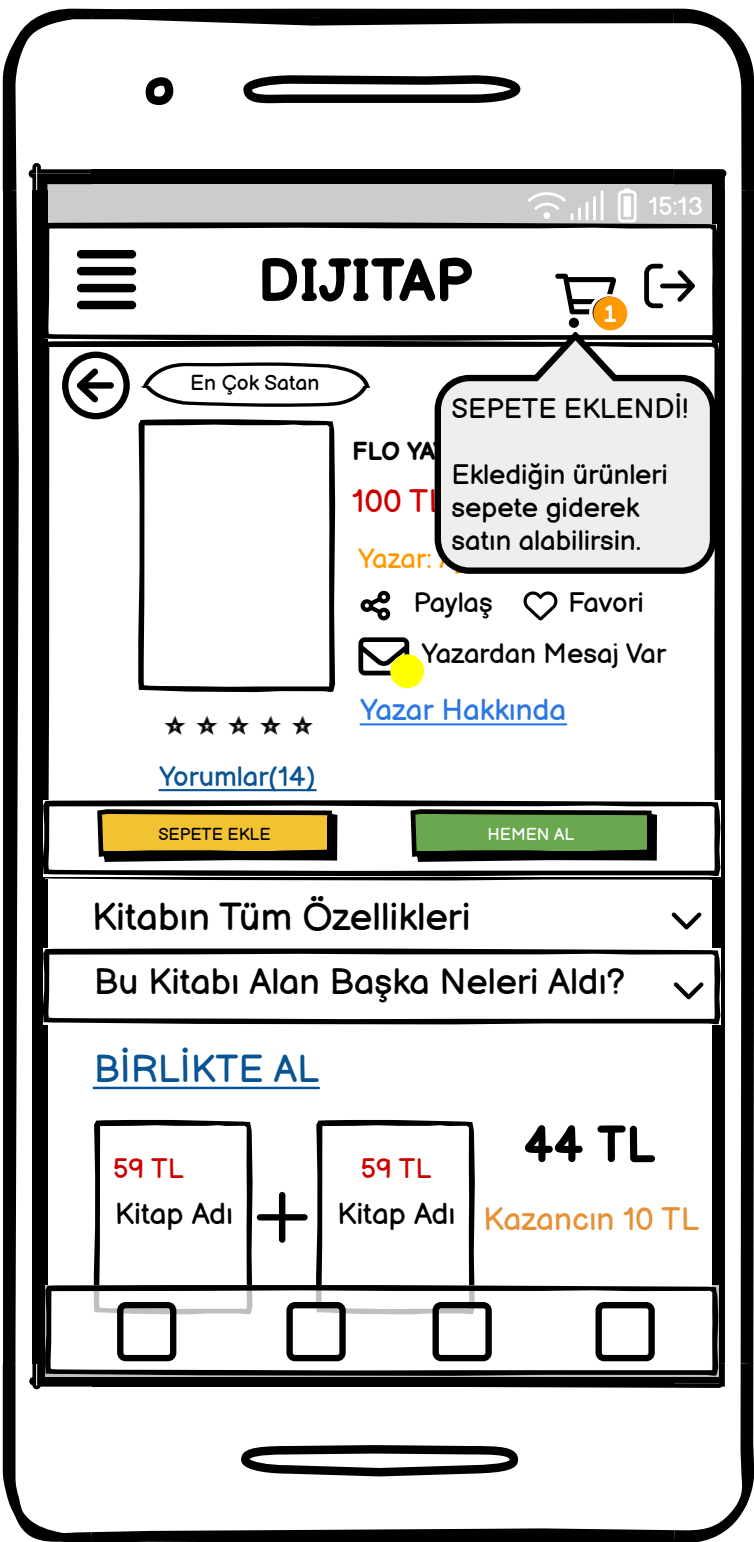 15:13
DIJITAP
1
En Çok Satan
SEPETE EKLENDİ!
Eklediğin ürünleri
sepete giderek
satın alabilirsin.
FLO
100 TL
Yazar:
Paylaş Favori
Yazardan Mesaj Var
Yazar Hakkında
Yorumlar(14)
SEPETE EKLE HEMEN AL
Kitabın Tüm Özellikleri
Bu Kitabı Alan Başka Neleri Aldı?
BİRLİKTE AL
44 TL
59 TL 59 TL
Kitap Adı Kitap Adı Kazancın 10 TL